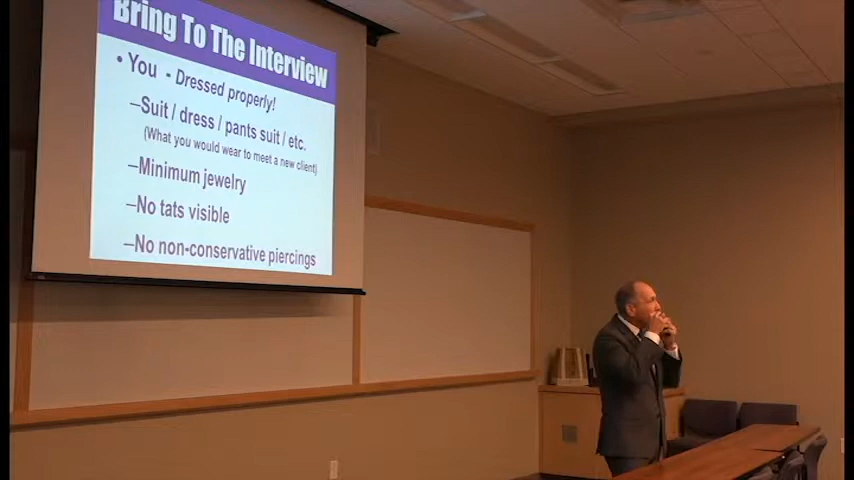 Bring To The Interview
• You - Dressed properly!
–Suit / dress / pants suit / etc.
(What you would wear to meet a new client)
–Minimum jewelry
–No tats visible
–No non-conservative piercings